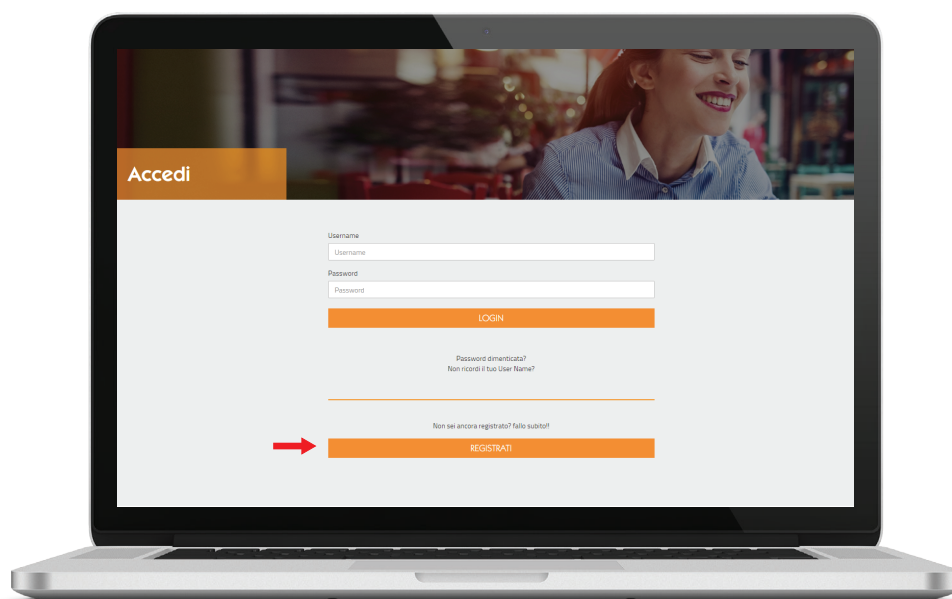 Accedi
Username
Username
Password
Password
LOGIN
Password dimenticata?
Non ricordi il tuo User Name?
Non sei ancora registrato? fallo subito!!
REGISTRATI